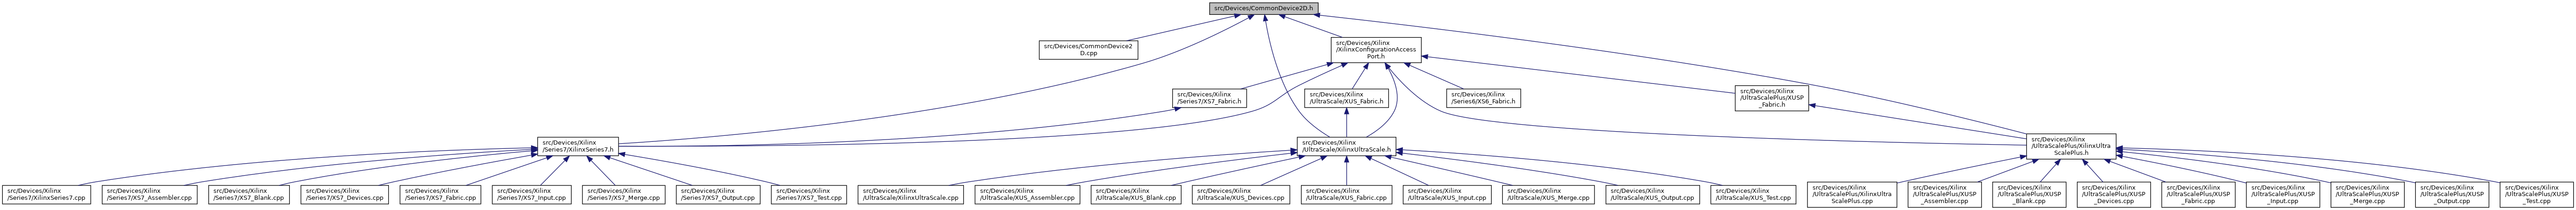 src/Devices/CommonDevice2D.h
src/Devices/CommonDevice2
D.cpp
src/Devices/Xilinx
/XilinxConfigurationAccess
Port.h
src/Devices/Xilinx
/Series7/XS7_Fabric.h
src/Devices/Xilinx
/UltraScale/XUS_Fabric.h
src/Devices/Xilinx
/Series6/XS6_Fabric.h
src/Devices/Xilinx
/UltraScalePlus/XUSP
_Fabric.h
src/Devices/Xilinx
/Series7/XilinxSeries7.h
src/Devices/Xilinx
/UltraScale/XilinxUltraScale.h
src/Devices/Xilinx
/UltraScalePlus/XilinxUltra
ScalePlus.h
src/Devices/Xilinx
/Series7/XilinxSeries7.cpp
src/Devices/Xilinx
/Series7/XS7_Assembler.cpp
src/Devices/Xilinx
/Series7/XS7_Blank.cpp
src/Devices/Xilinx
/Series7/XS7_Devices.cpp
src/Devices/Xilinx
/Series7/XS7_Fabric.cpp
src/Devices/Xilinx
/Series7/XS7_Input.cpp
src/Devices/Xilinx
/Series7/XS7_Merge.cpp
src/Devices/Xilinx
/Series7/XS7_Output.cpp
src/Devices/Xilinx
/Series7/XS7_Test.cpp
src/Devices/Xilinx
/UltraScale/XilinxUltraScale.cpp
src/Devices/Xilinx
/UltraScale/XUS_Assembler.cpp
src/Devices/Xilinx
/UltraScale/XUS_Blank.cpp
src/Devices/Xilinx
/UltraScale/XUS_Devices.cpp
src/Devices/Xilinx
/UltraScale/XUS_Fabric.cpp
src/Devices/Xilinx
/UltraScale/XUS_Input.cpp
src/Devices/Xilinx
/UltraScale/XUS_Merge.cpp
src/Devices/Xilinx
/UltraScale/XUS_Output.cpp
src/Devices/Xilinx
/UltraScale/XUS_Test.cpp
src/Devices/Xilinx
/UltraScalePlus/XilinxUltra
ScalePlus.cpp
src/Devices/Xilinx
/UltraScalePlus/XUSP
_Assembler.cpp
src/Devices/Xilinx
/UltraScalePlus/XUSP
_Blank.cpp
src/Devices/Xilinx
/UltraScalePlus/XUSP
_Devices.cpp
src/Devices/Xilinx
/UltraScalePlus/XUSP
_Fabric.cpp
src/Devices/Xilinx
/UltraScalePlus/XUSP
_Input.cpp
src/Devices/Xilinx
/UltraScalePlus/XUSP
_Merge.cpp
src/Devices/Xilinx
/UltraScalePlus/XUSP
_Output.cpp
src/Devices/Xilinx
/UltraScalePlus/XUSP
_Test.cpp